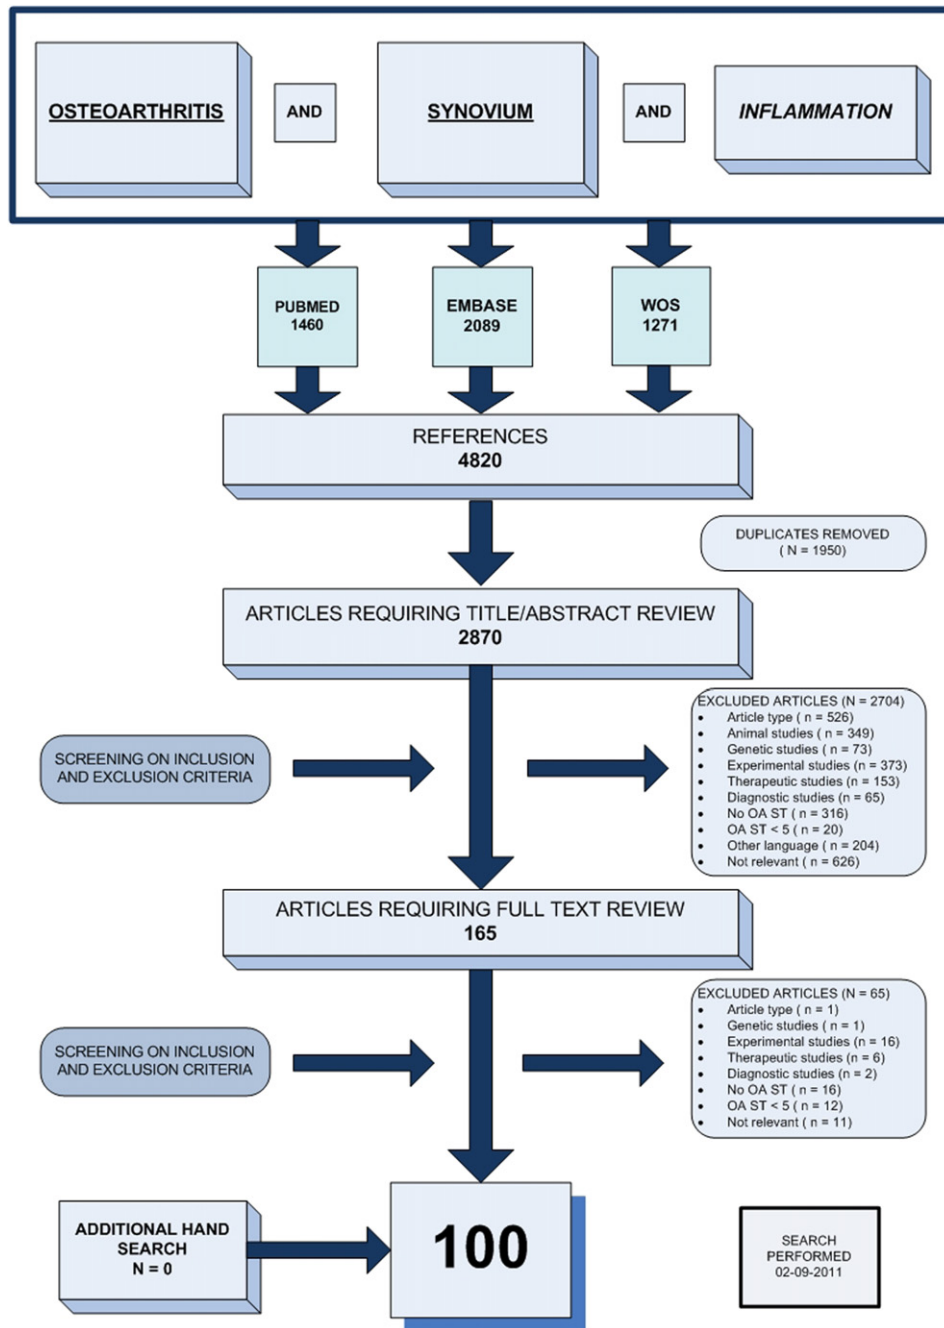 OSTEOARTHRITIS
AND
SYNOVIUM
AND
INFLAMMATION
PUBMED
1460
EMBASE
2089
WOS
1271
REFERENCES
4820
DUPLICATES REMOVED
( N = 1950)
ARTICLES REQUIRING TITLE/ABSTRACT REVIEW
2870
SCREENING ON INCLUSION
AND EXCLUSION CRITERIA
EXCLUDED ARTICLES (N = 2704)
• Article type ( n = 526)
• Animal studies ( n = 349)
• Genetic studies ( n = 73)
• Experimental studies ( n = 373)
• Therapeutic studies ( n = 153)
• Diagnostic studies ( n = 65)
• No OA ST ( n = 316)
• OA ST < 5 ( n = 20)
• Other language ( n = 204)
• Not relevant ( n = 626)
ARTICLES REQUIRING FULL TEXT REVIEW
165
SCREENING ON INCLUSION
AND EXCLUSION CRITERIA
EXCLUDED ARTICLES (N = 65)
• Article type ( n = 1)
• Genetic studies ( n = 1)
• Experimental studies ( n = 16)
• Therapeutic studies ( n = 6)
• Diagnostic studies ( n = 2)
• No OA ST ( n = 16)
• OA ST < 5 ( n = 12)
• Not relevant ( n = 11)
ADDITIONAL HAND
SEARCH
N = 0
100
SEARCH
PERFORMED
02-09-2011